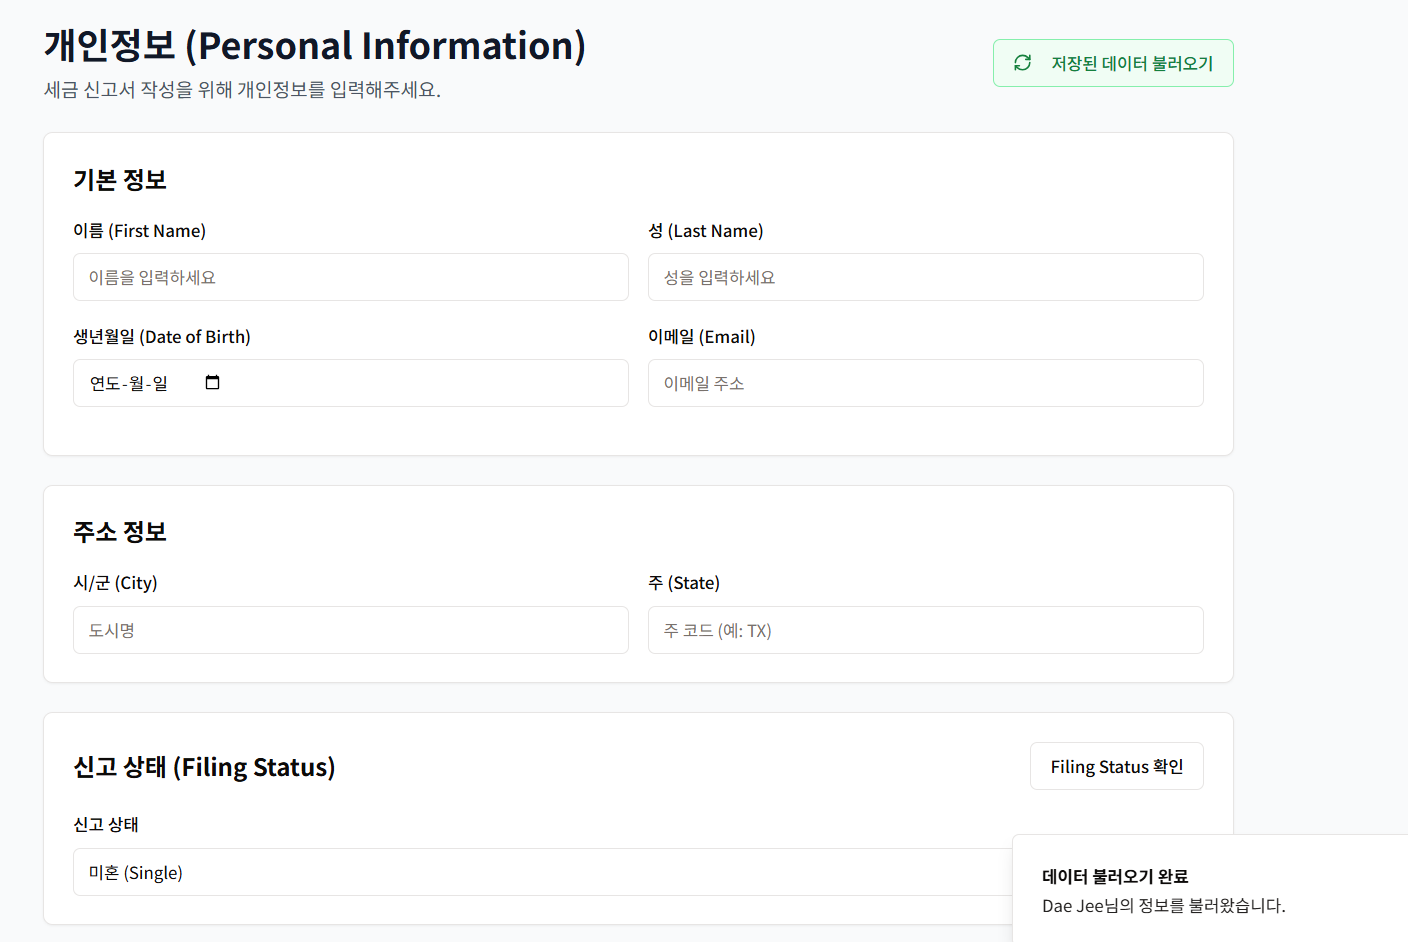 개인정보 (Personal Information)
세금 신고서 작성을 위해 개인정보를 입력해주세요.
저장된 데이터 불러오기
기본 정보
이름 (First Name)
성 (Last Name)
이름을 입력하세요
성을 입력하세요
생년월일 (Date of Birth)
이메일 (Email)
연도-월-일
이메일 주소
주소 정보
시/군 (City)
주 (State)
도시명
주 코드 (예: TX)
신고 상태 (Filing Status)
Filing Status 확인
신고 상태
미혼 (Single)
데이터 불러오기 완료
Dae Jee님의 정보를 불러왔습니다.